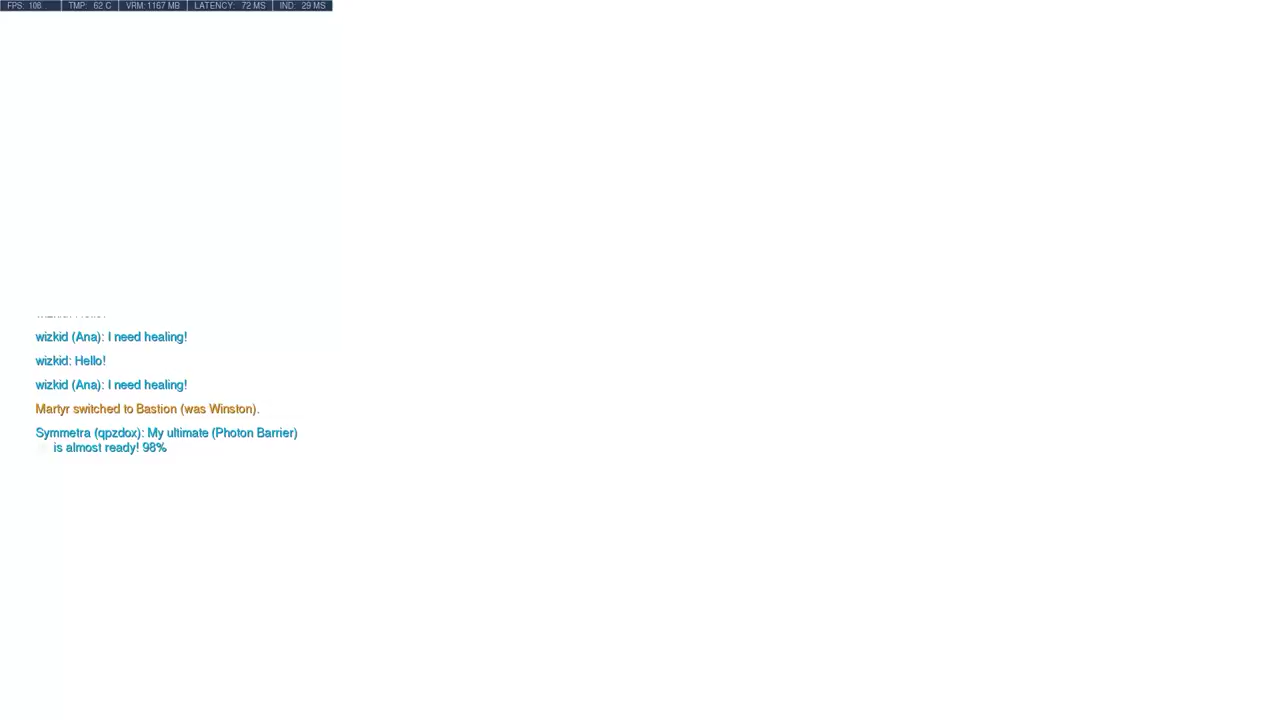 FPS: 108 TMP: 62 C VRM: 1167 MB LATENCY: 72 MS IND: 29 MS
wizkid (Ana): I need healing!
wizkid: Hello!
wizkid (Ana): I need healing!
Martyr switched to Bastion (was Winston).
Symmetra (qpzdox): My ultimate (Photon Barrier)
is almost ready! 98%